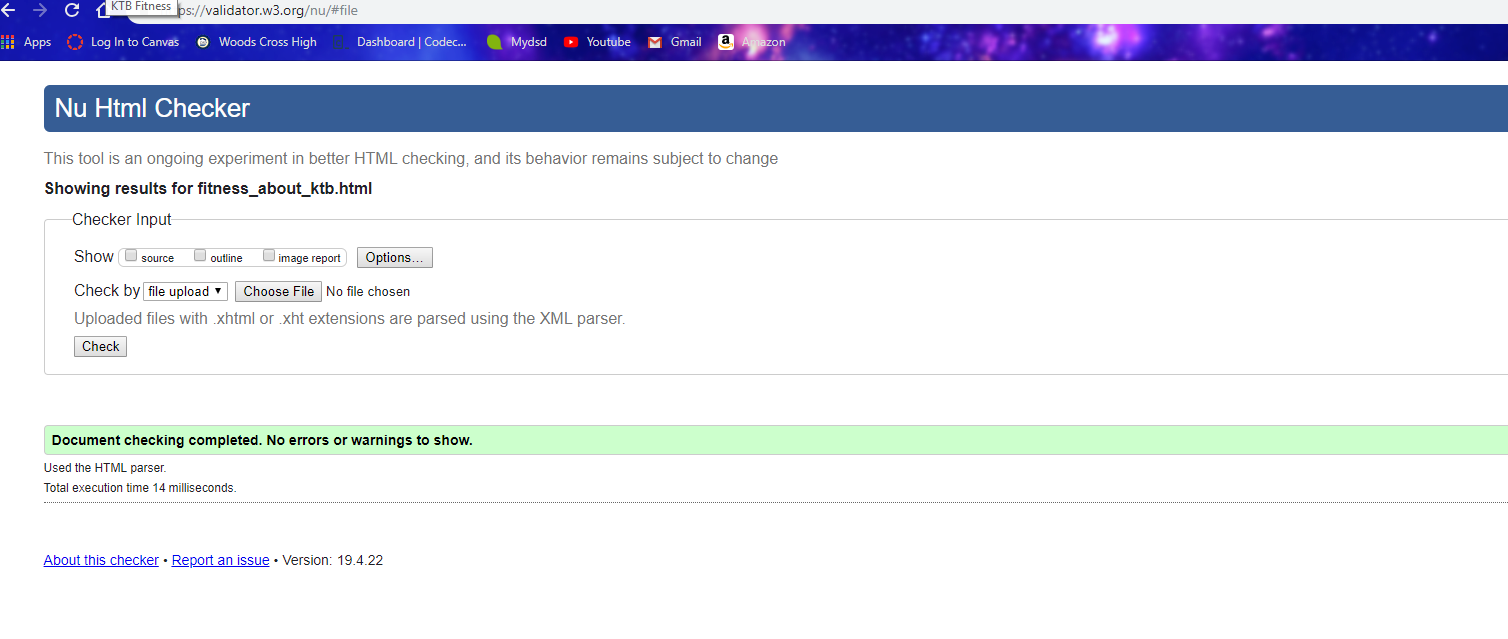 KTB Fitness
ps://validator.w3.org/nu/#file
Apps Log In to Canvas Woods Cross High Dashboard | Codec... Mydsd Youtube Gmail Amazon
Nu Html Checker
This tool is an ongoing experiment in better HTML checking, and its behavior remains subject to change
Showing results for fitness_about_ktb.html
Checker Input
Show source outline image report Options...
Check by file upload Choose File No file chosen
Uploaded files with .xhtml or .xht extensions are parsed using the XML parser.
Check
Document checking completed. No errors or warnings to show.
Used the HTML parser.
Total execution time 14 milliseconds.
About this checker • Report an issue • Version: 19.4.22